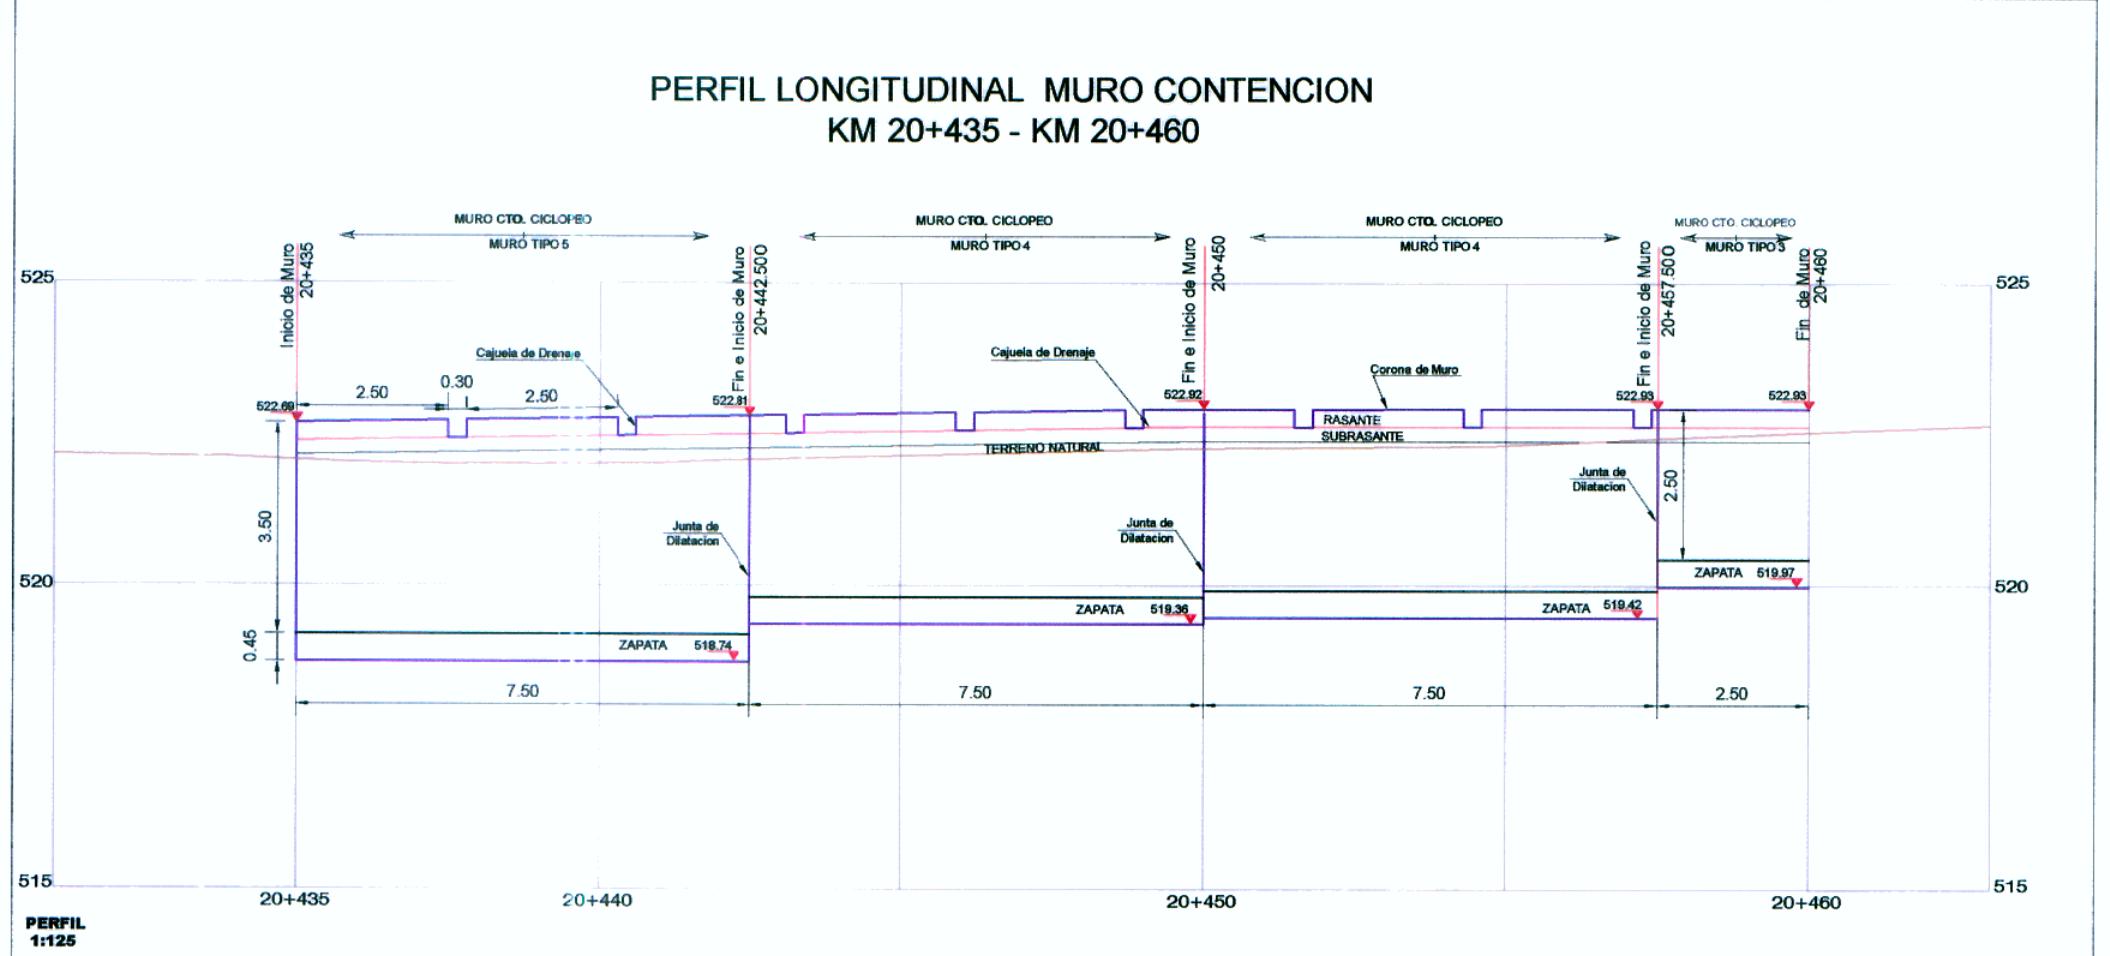 PERFIL LONGITUDINAL MURO CONTENCION
KM 20+435 - KM 20+460
MURO CTO. CICLOPEO
MURO TIPO 5
MURO CTO. CICLOPEO
MURO TIPO 4
MURO CTO. CICLOPEO
MURO TIPO 4
MURO CTO. CICLOPEO
MURO TIPO 3
Inicio de Muro
20+435
Fin e Inicio de Muro
20+442.500
Fin e Inicio de Muro
20+450
Fin e Inicio de Muro
20+457.500
Fin de Muro
20+460
525
525
Cajuela de Drenaje
Cajuela de Drenaje
Corona de Muro
2.50
0.30
2.50
522.69
522.81
522.92
522.93
522.93
RASANTE
SUBRASANTE
TERRENO NATURAL
3.50
Junta de
Dilatacion
Junta de
Dilatacion
Junta de
Dilatacion
2.50
520
520
ZAPATA 518.74
ZAPATA 519.36
ZAPATA 519.42
ZAPATA 519.97
0.45
7.50
7.50
7.50
2.50
515
515
20+435
20+440
20+450
20+460
PERFIL
1:125